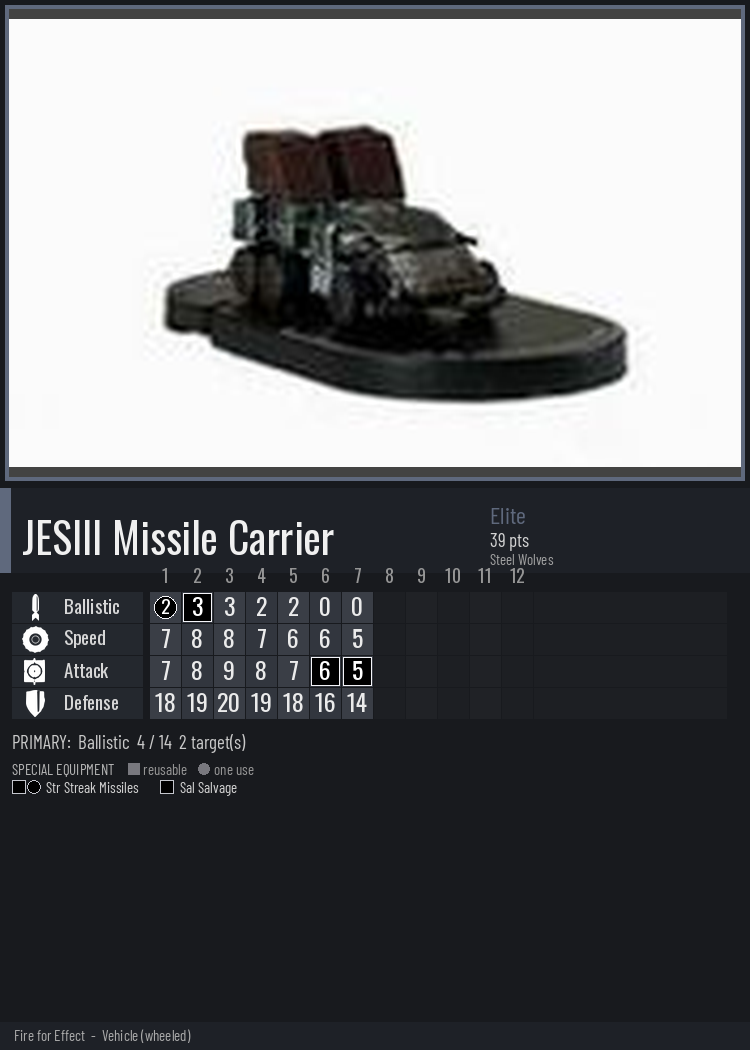 JESIII Missile Carrier
Elite
39 pts
Steel Wolves
1 2 3 4 5 6 7 8 9 10 11 12
Ballistic 2 3 3 2 2 0 0
Speed 7 8 8 7 6 6 5
Attack 7 8 9 8 7 6 5
Defense 18 19 20 19 18 16 14
PRIMARY: Ballistic 4 / 14 2 target(s)
SPECIAL EQUIPMENT reusable one use
Str Streak Missiles Sal Salvage
Fire for Effect - Vehicle (wheeled)